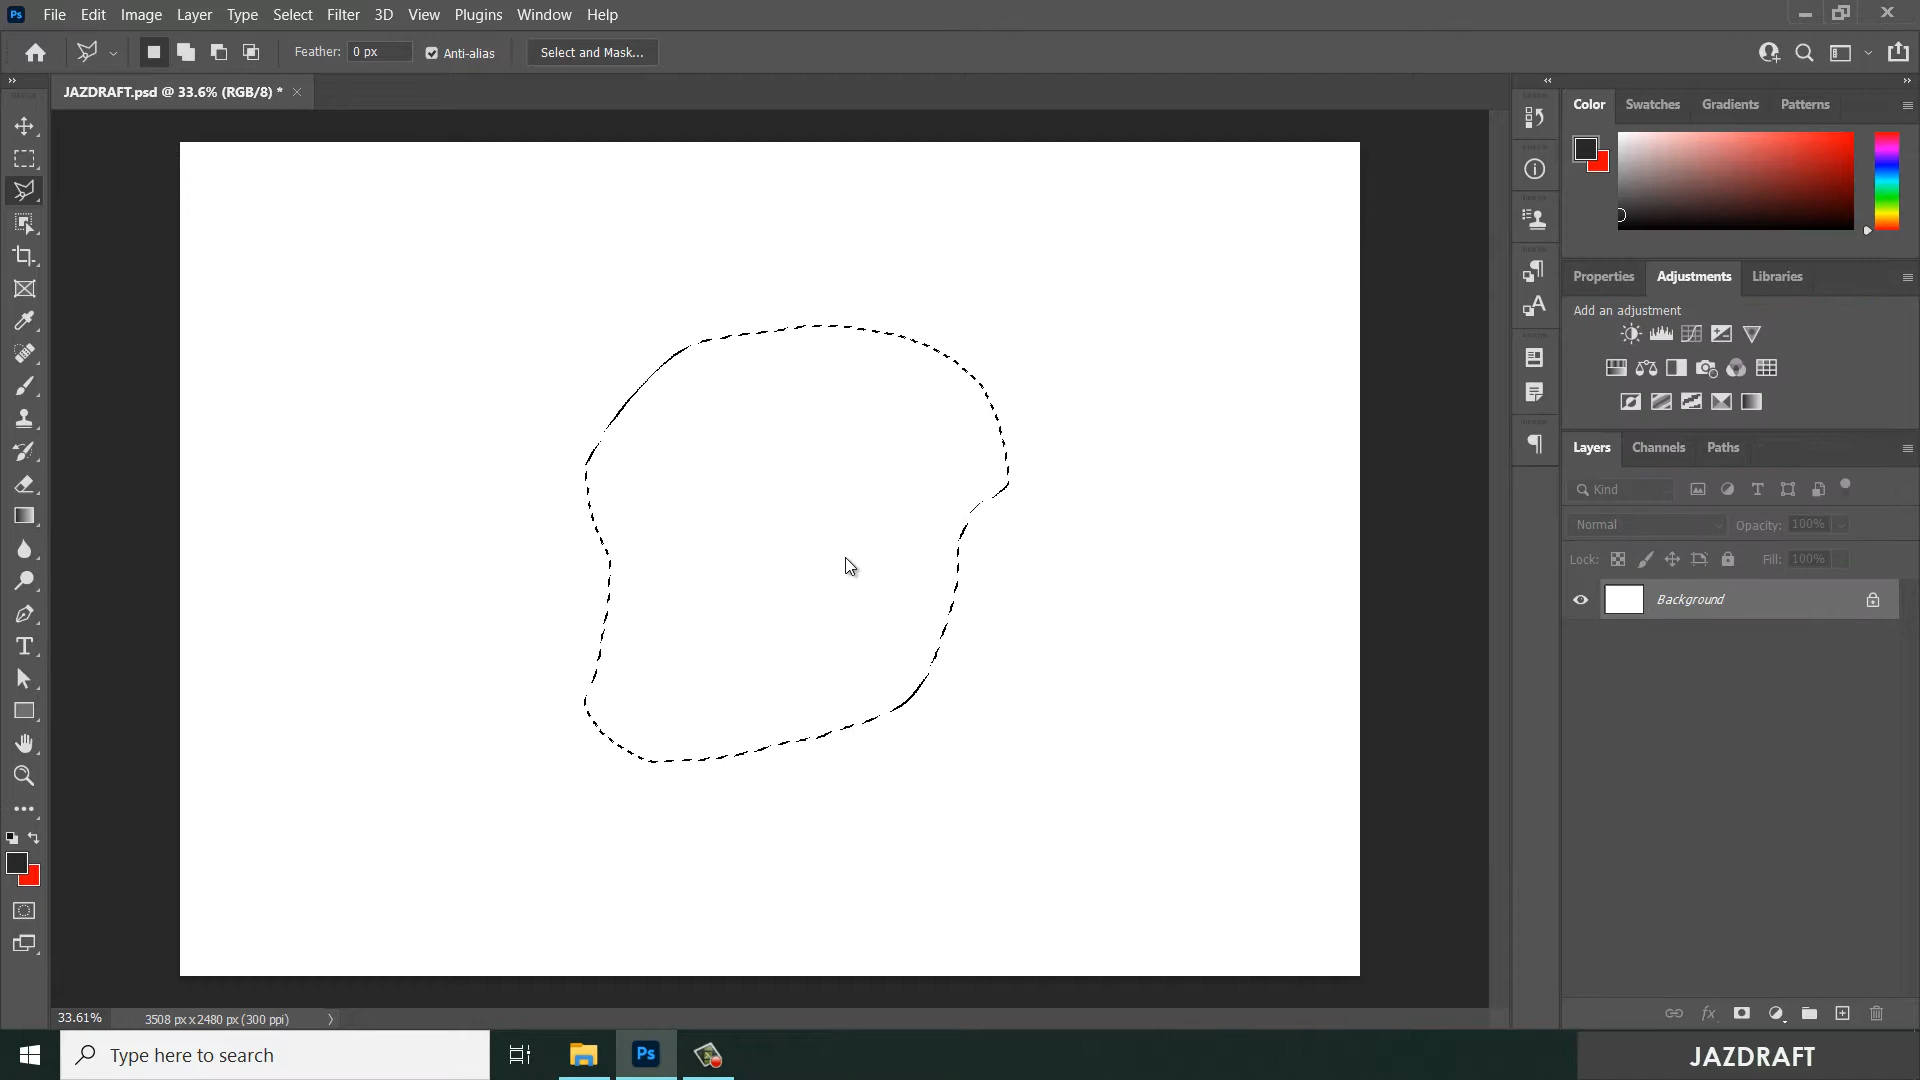 Ps File Edit Image Layer Type Select Filter 3D View Plugins Window Help
Feather: 0 px Anti-alias Select and Mask...
JAZDRAFT.psd @ 33.6% (RGB/8) *
Color Swatches Gradients Patterns
Properties Adjustments Libraries
Add an adjustment
Layers Channels Paths
Kind
Normal Opacity: 100%
Lock: Fill: 100%
Background
33.61% 3508 px x 2480 px (300 ppi)
Type here to search Ps JAZDRAFT